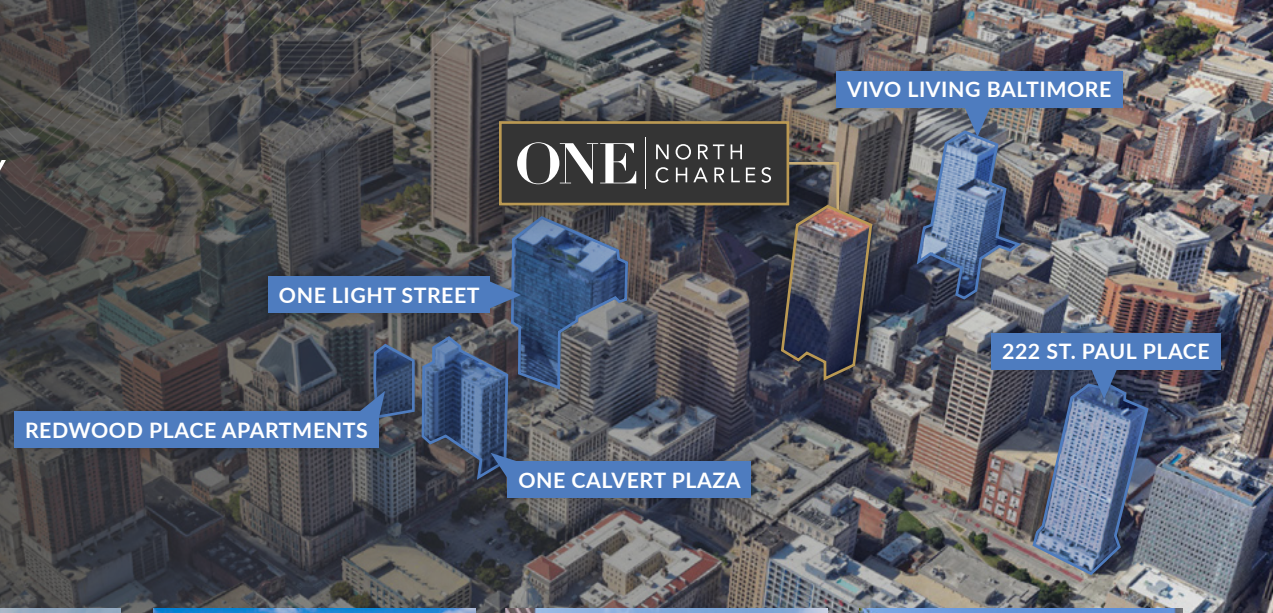 VIVO LIVING BALTIMORE
ONE
NORTH
CHARLES
ONE LIGHT STREET
222 ST. PAUL PLACE
REDWOOD PLACE APARTMENTS
ONE CALVERT PLAZA